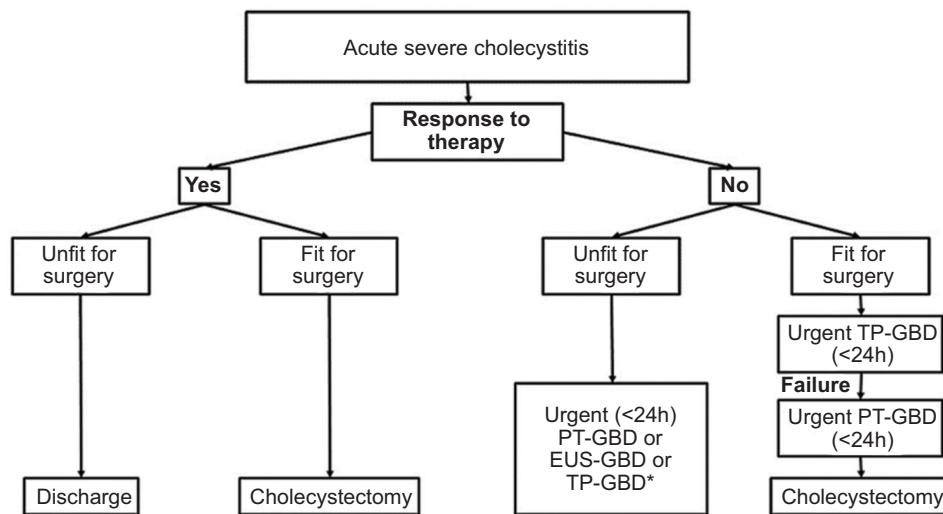 Acute severe cholecystitis
Response to
therapy
Yes
No
Unfit for
surgery
Fit for
surgery
Unfit for
surgery
Fit for
surgery
Urgent TP-GBD
(<24h)
Failure
Urgent (<24h)
PT-GBD or
EUS-GBD or
TP-GBD*
Urgent PT-GBD
(<24h)
Discharge
Cholecystectomy
Cholecystectomy